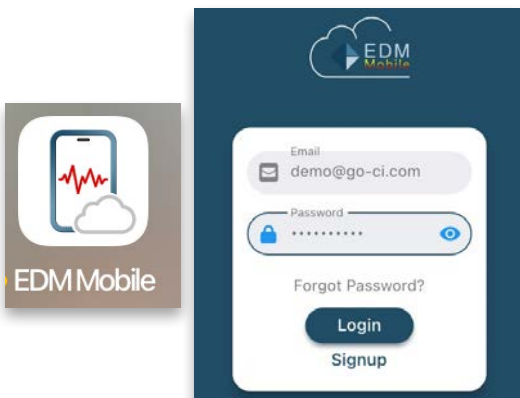 EDM Mobile
EDM
Mobile
Email
demo@go-ci.com
Password
••••••••••
Forgot Password?
Login
Signup